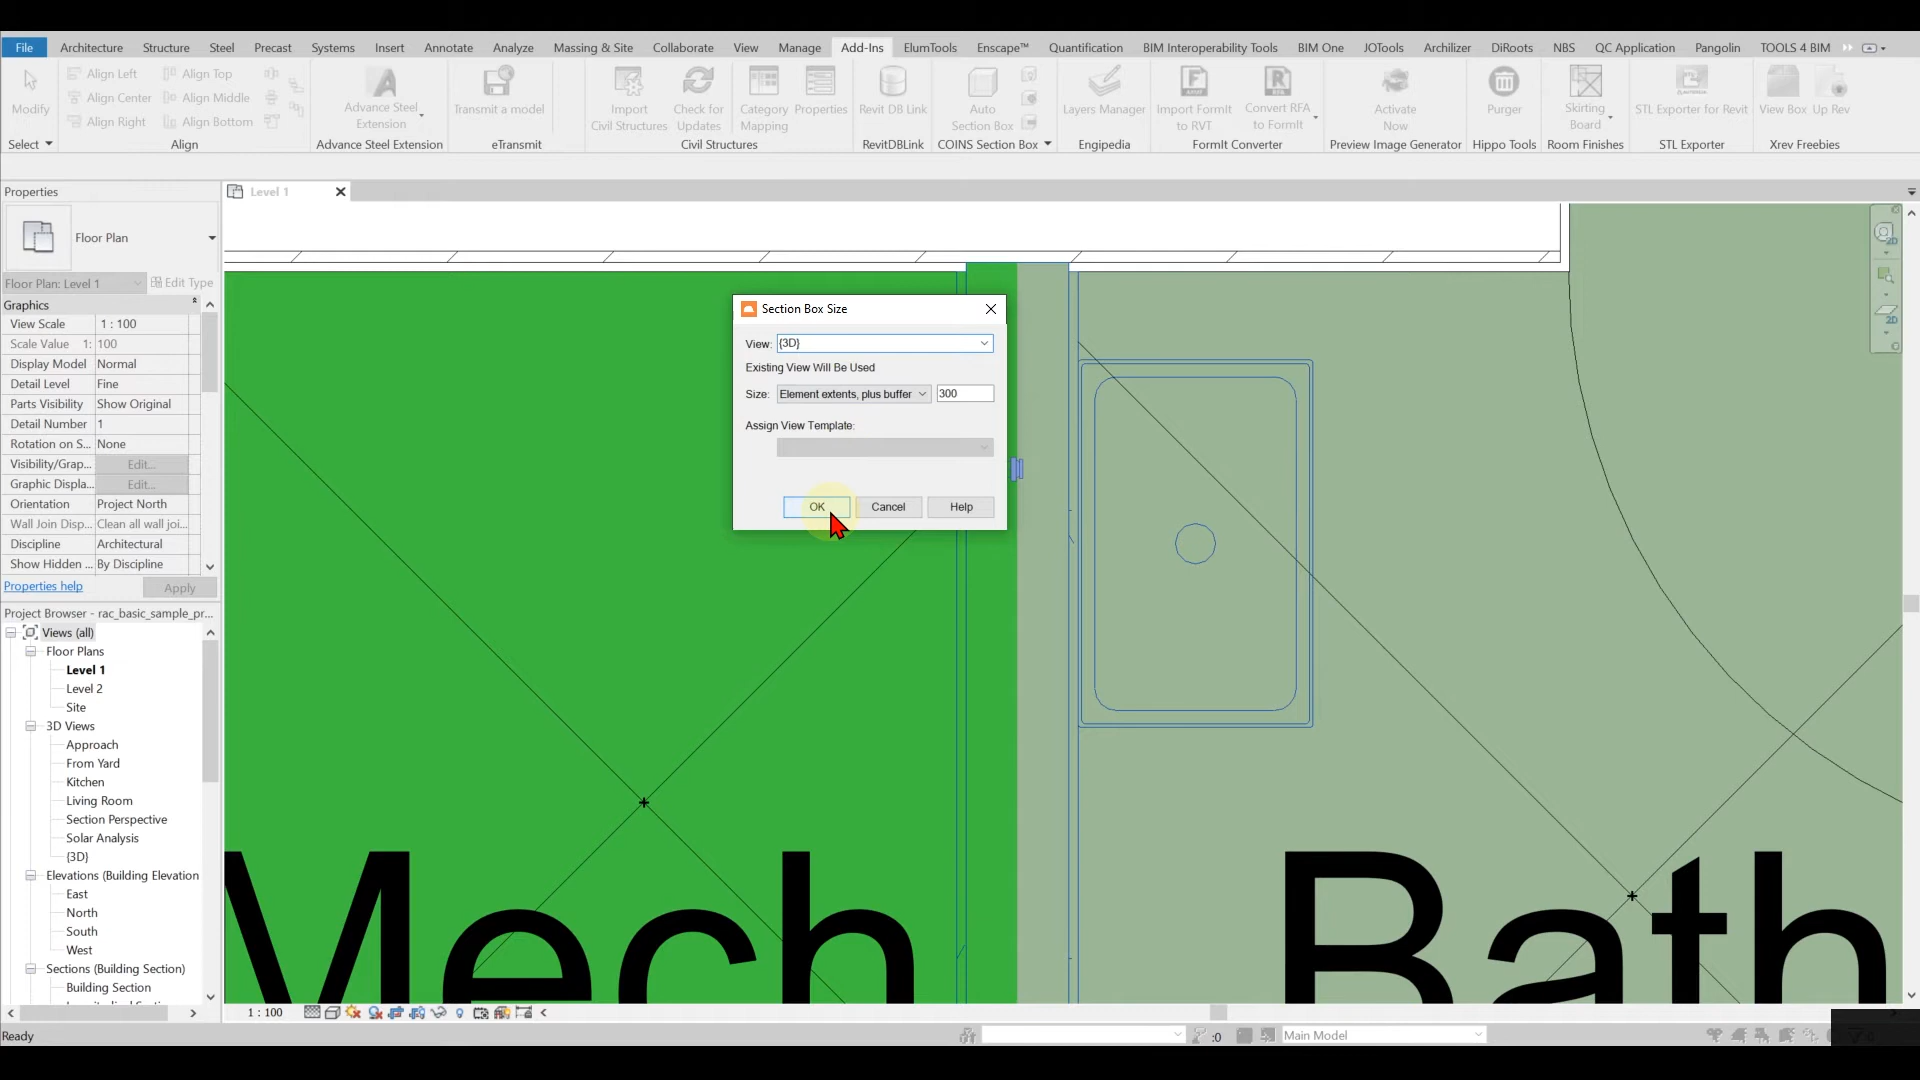 File Architecture Structure Steel Precast Systems Insert Annotate Analyze Massing & Site Collaborate View Manage Add-Ins ElumTools Enscape™ Quantification BIM Interoperability Tools BIM One JOTools Archilizer DiRoots NBS QC Application Pangolin TOOLS 4 BIM
Modify
Align Left
Align Center
Align Right
Align Top
Align Middle
Align Bottom
Advance Steel
Extension
Transmit a model
Import
Civil Structures
Check for
Updates
Category
Mapping
Properties
Revit DB Link
Auto
Section Box
Layers Manager
Import FormIt
to RVT
Convert RFA
to FormIt
Activate
Now
Purger
Skirting
Board
STL Exporter for Revit
View Box
Up Rev
Select Align Advance Steel Extension eTransmit Civil Structures RevitDBLink COINS Section Box Engipedia FormIt Converter Preview Image Generator Hippo Tools Room Finishes STL Exporter Xrev Freebies
Properties
Level 1
Floor Plan
Floor Plan: Level 1 Edit Type
Graphics
View Scale 1 : 100
Scale Value 1: 100
Display Model Normal
Detail Level Fine
Parts Visibility Show Original
Detail Number 1
Rotation on S... None
Visibility/Grap... Edit...
Graphic Displa... Edit...
Orientation Project North
Wall Join Disp... Clean all wall joi...
Discipline Architectural
Show Hidden ... By Discipline
Properties help Apply
Project Browser - rac_basic_sample_pr...
Views (all)
Floor Plans
Level 1
Level 2
Site
3D Views
Approach
From Yard
Kitchen
Living Room
Section Perspective
Solar Analysis
{3D}
Elevations (Building Elevation
East
North
South
West
Sections (Building Section)
Building Section
Section Box Size
View: {3D}
Existing View Will Be Used
Size: Element extents, plus buffer 300
Assign View Template:
OK Cancel Help
Mech
Bath
2D
2D
1 : 100
Ready
:0
Main Model